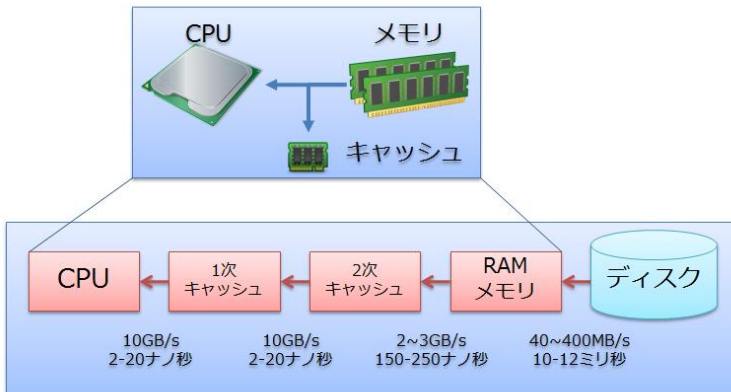 CPU
メモリ
キャッシュ
CPU
1次
キャッシュ
2次
キャッシュ
RAM
メモリ
ディスク
10GB/s
2-20ナノ秒
10GB/s
2-20ナノ秒
2~3GB/s
150-250ナノ秒
40~400MB/s
10-12ミリ秒